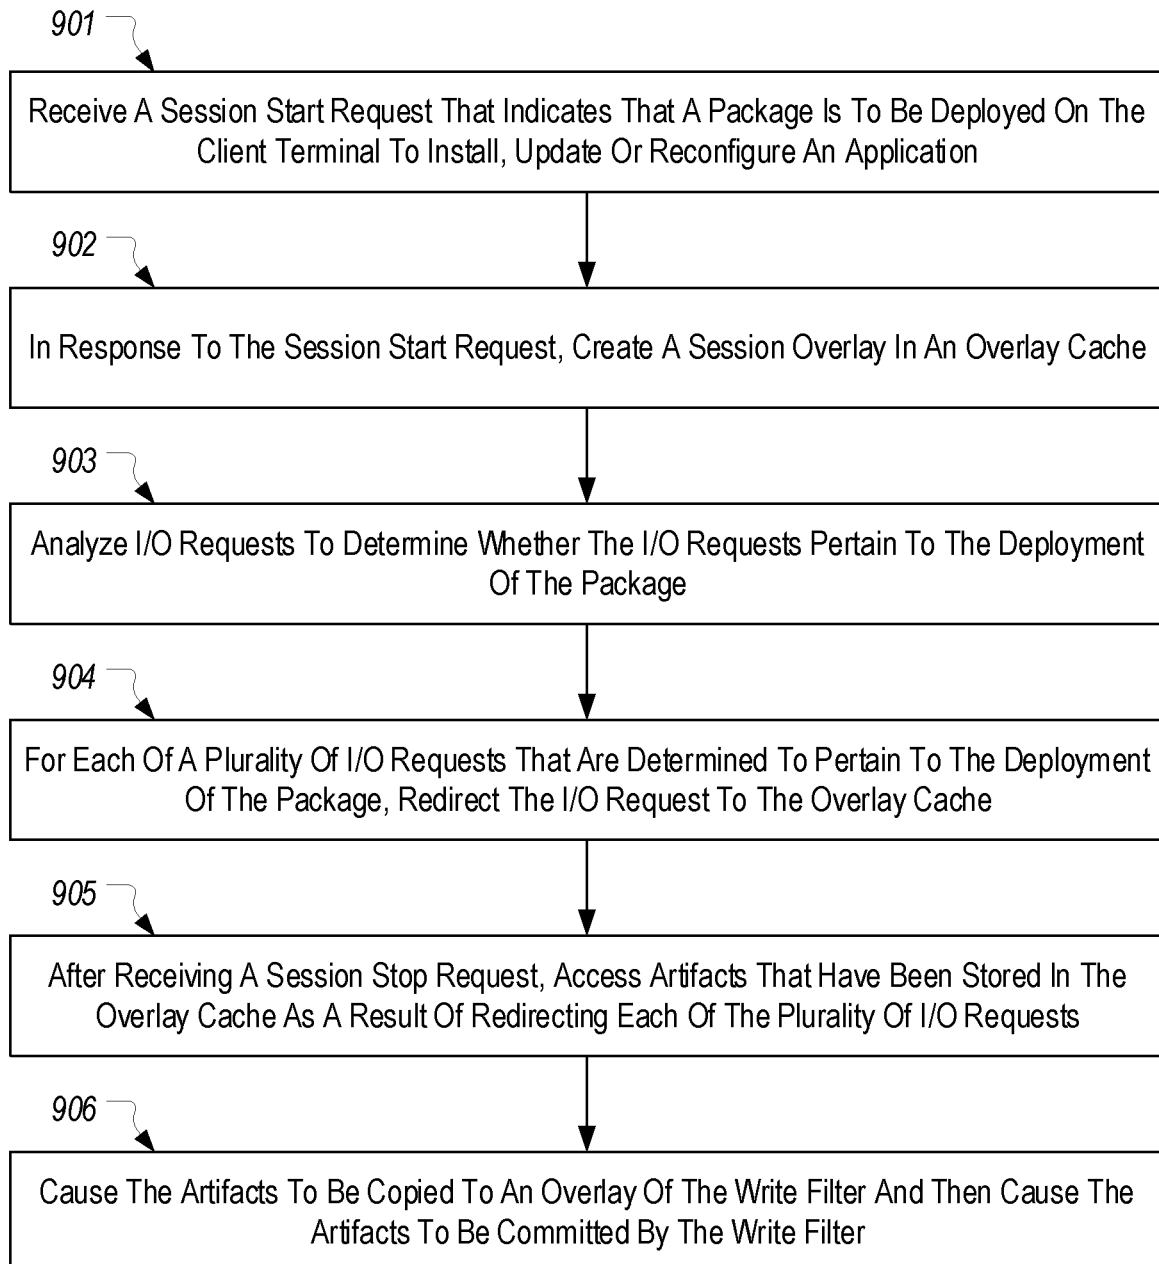 901
Receive A Session Start Request That Indicates That A Package Is To Be Deployed On The
Client Terminal To Install, Update Or Reconfigure An Application
902
In Response To The Session Start Request, Create A Session Overlay In An Overlay Cache
903
Analyze I/O Requests To Determine Whether The I/O Requests Pertain To The Deployment
Of The Package
904
For Each Of A Plurality Of I/O Requests That Are Determined To Pertain To The Deployment
Of The Package, Redirect The I/O Request To The Overlay Cache
905
After Receiving A Session Stop Request, Access Artifacts That Have Been Stored In The
Overlay Cache As A Result Of Redirecting Each Of The Plurality Of I/O Requests
906
Cause The Artifacts To Be Copied To An Overlay Of The Write Filter And Then Cause The
Artifacts To Be Committed By The Write Filter